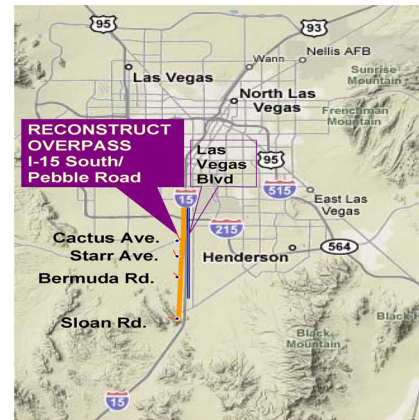 95
93
Nellis AFB
Wann
Las Vegas
Sunrise
Mountain
North Las
Vegas
Frenchman
Mountain
RECONSTRUCT
OVERPASS
I-15 South/
Pebble Road
Las
Vegas
Blvd
95
515
15
East Las
Vegas
215
Cactus Ave.
Starr Ave.
Henderson
564
Bermuda Rd.
Sloan Rd.
Black
Mountain
15